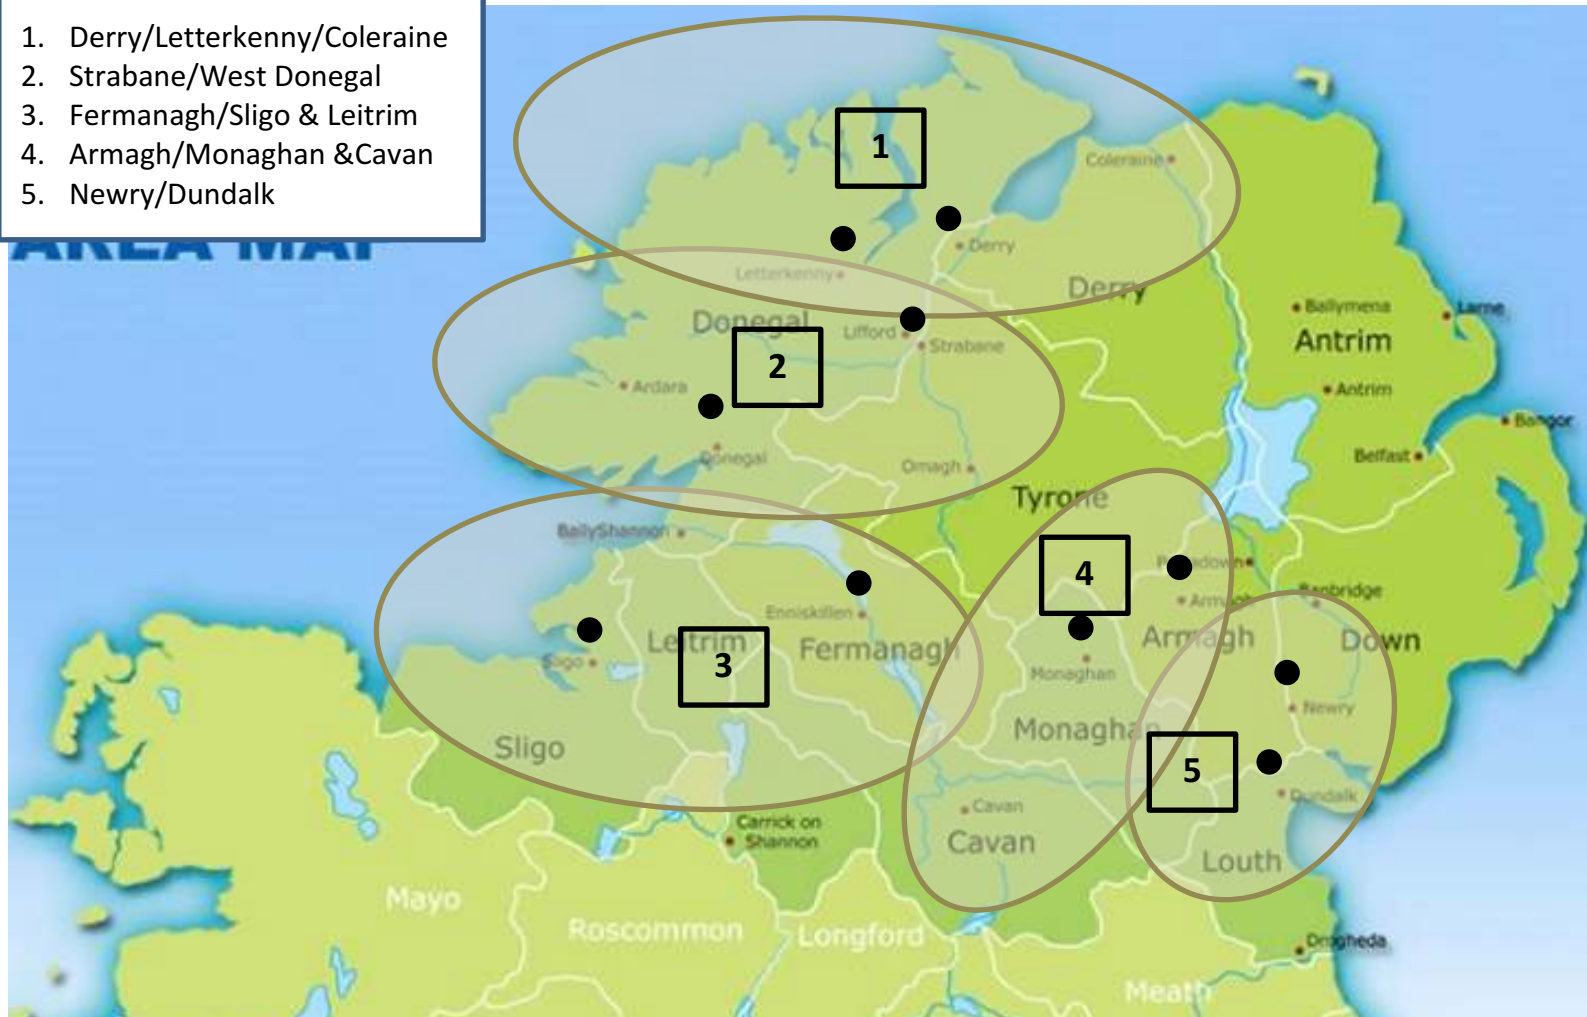 1. Derry/Letterkenny/Coleraine
2. Strabane/West Donegal
3. Fermanagh/Sligo & Leitrim
4. Armagh/Monaghan &Cavan
5. Newry/Dundalk
AREA MAP
1
Coleraine
Derry
Letterkenny
Derry
Donegal
Lifford
Strabane
2
Ardara
Donegal
Omagh
Ballymena
Larne
Antrim
Antrim
Bangor
Belfast
Tyrone
BallyShannon
4
Enniskillen
Leitrim
Fermanagh
Sligo
3
Sligo
Armagh
Monaghan
Monaghan
Down
Newry
5
Dundalk
Cavan
Cavan
Louth
Carrick on
Shannon
Mayo
Roscommon
Longford
Drogheda
Meath